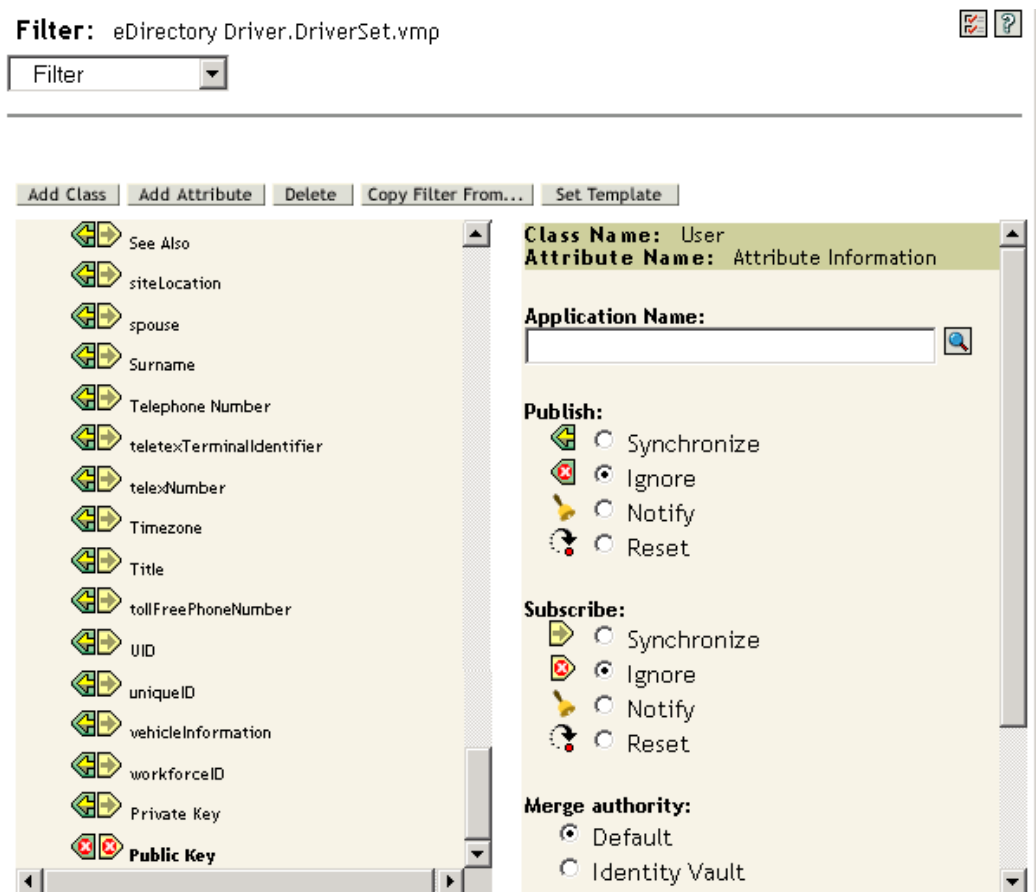 Filter: eDirectory Driver.DriverSet.vmp
Filter
Add Class Add Attribute Delete Copy Filter From... Set Template
See Also
siteLocation
spouse
Surname
Telephone Number
teletexTerminalIdentifier
telexNumber
Timezone
Title
tollFreePhoneNumber
UID
uniqueID
vehicleInformation
workforceID
Private Key
Public Key
Class Name: User
Attribute Name: Attribute Information
Application Name:
Publish:
Synchronize
Ignore
Notify
Reset
Subscribe:
Synchronize
Ignore
Notify
Reset
Merge authority:
Default
Identity Vault